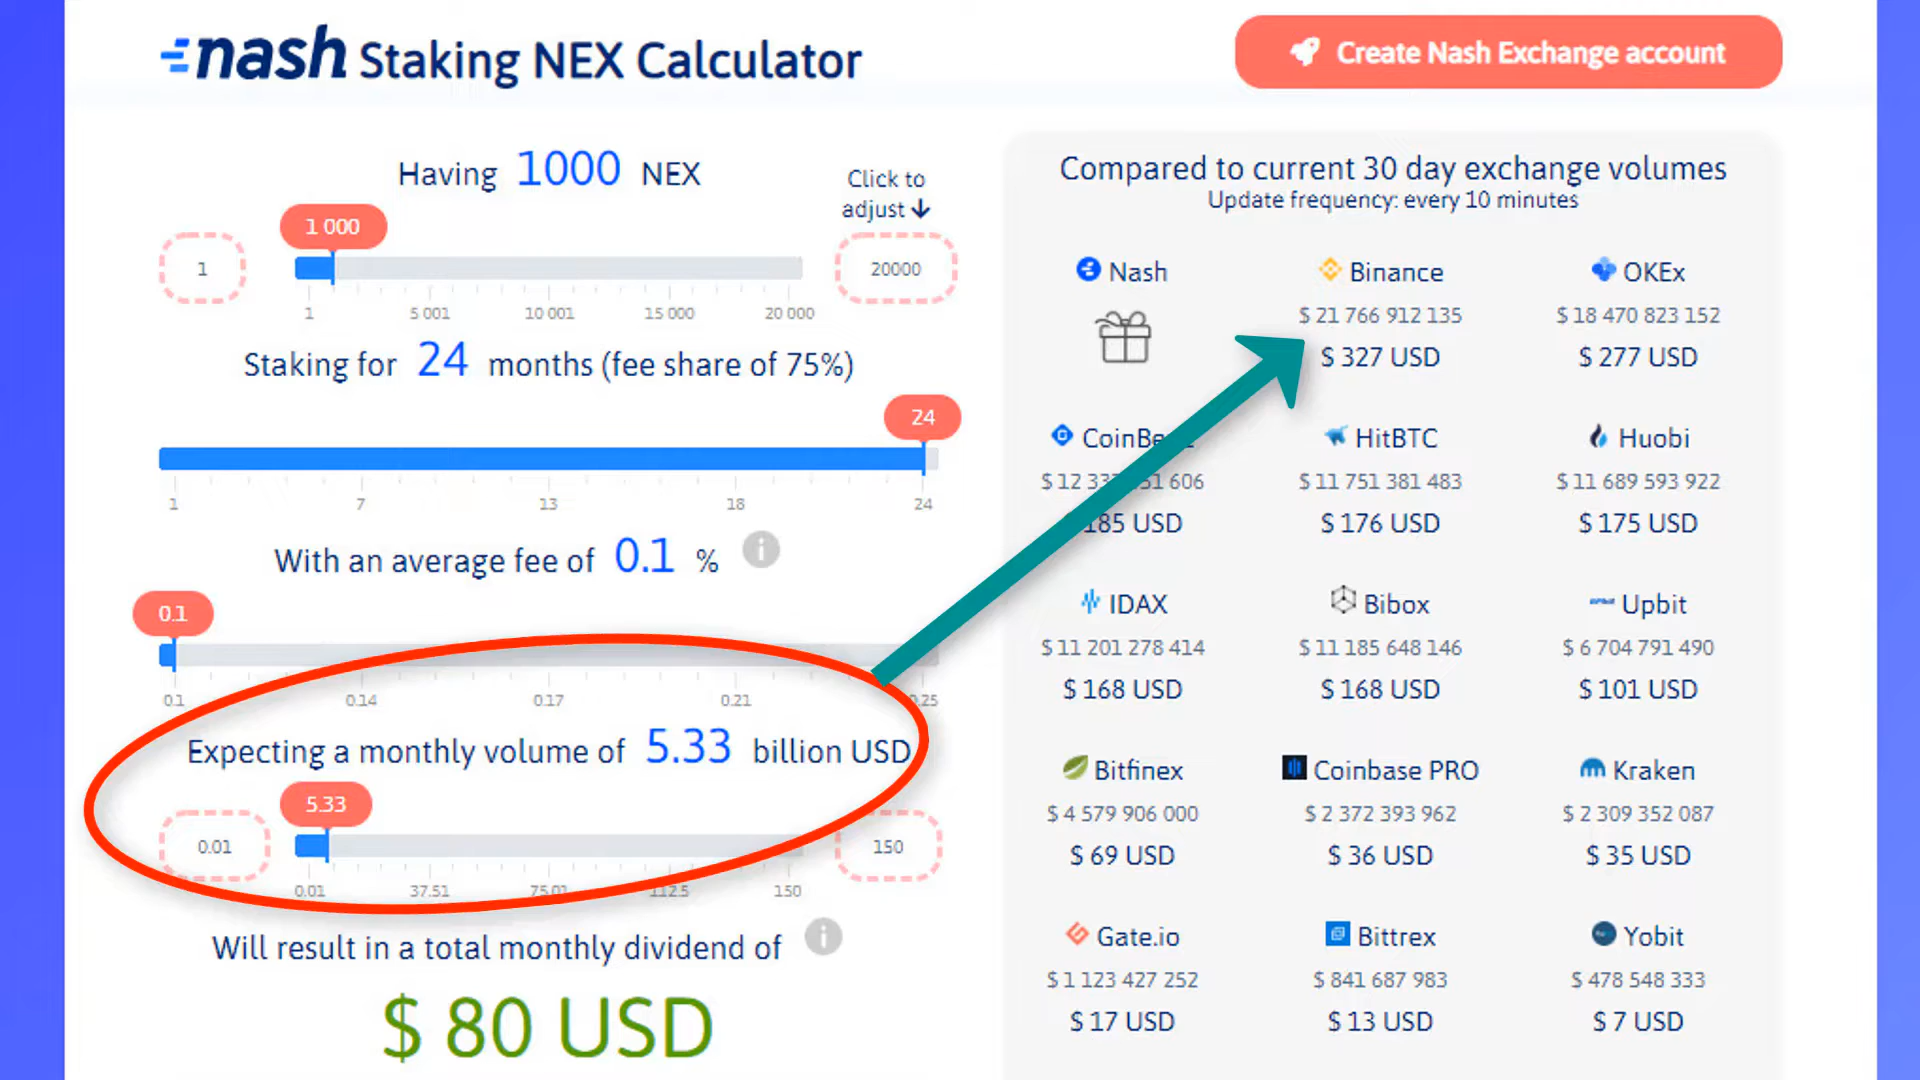 nash Staking NEX Calculator
Create Nash Exchange account
Having 1000 NEX
Click to
adjust
1 000
1
20000
1 5 001 10 001 15 000 20 000
Staking for 24 months (fee share of 75%)
24
1 7 13 18 24
With an average fee of 0.1 %
0.1
0.1 0.14 0.17 0.21 0.25
Expecting a monthly volume of 5.33 billion USD
5.33
0.01
150
0.01 37.51 75.01 112.5 150
Will result in a total monthly dividend of
$ 80 USD
Compared to current 30 day exchange volumes
Update frequency: every 10 minutes
Nash
Binance
$ 21 766 912 135
$ 327 USD
OKEx
$ 18 470 823 152
$ 277 USD
$ 185 USD
HitBTC
$ 11 751 381 483
$ 176 USD
Huobi
$ 11 689 593 922
$ 175 USD
IDAX
$ 11 201 278 414
$ 168 USD
Bibox
$ 11 185 648 146
$ 168 USD
Upbit
$ 6 704 791 490
$ 101 USD
Bitfinex
$ 4 579 906 000
$ 69 USD
Coinbase PRO
$ 2 372 393 962
$ 36 USD
Kraken
$ 2 309 352 087
$ 35 USD
Gate.io
$ 1 123 427 252
$ 17 USD
Bittrex
$ 841 687 983
$ 13 USD
Yobit
$ 478 548 333
$ 7 USD